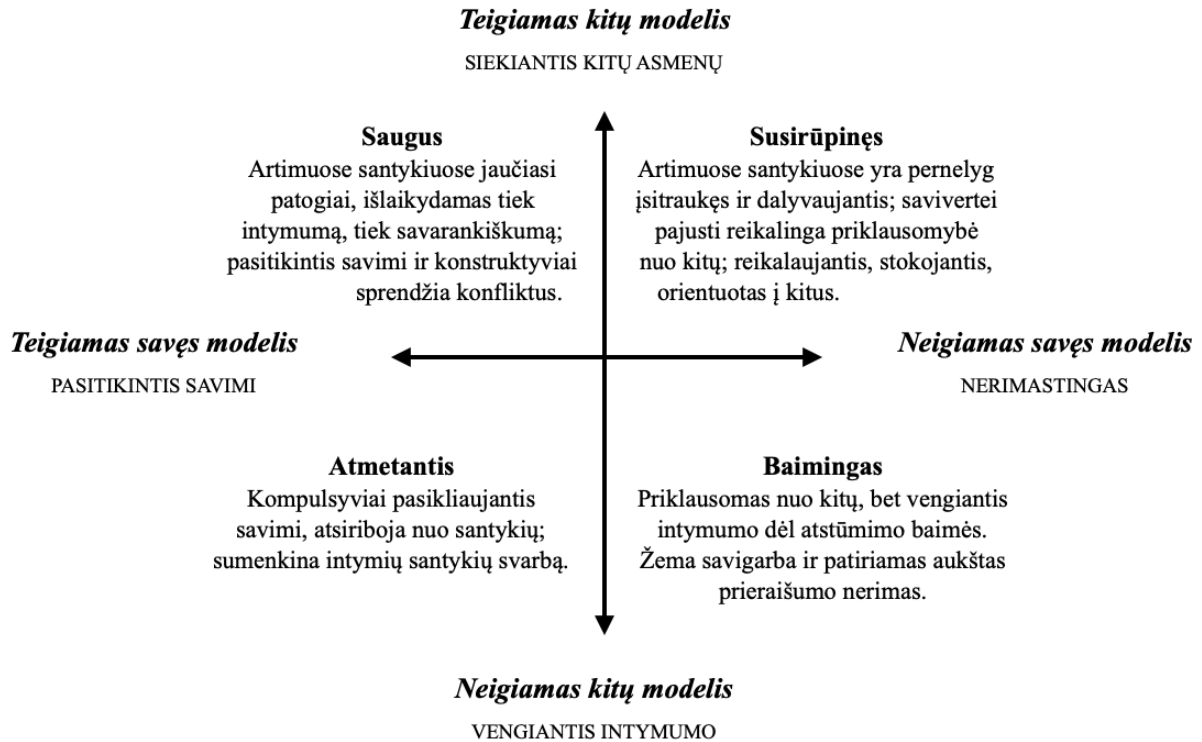 Teigiamas kitų modelis
SIEKIANTIS KITŲ ASMENŲ
Saugus
Artimuose santykiuose jaučiasi
patogiai, išlaikydamas tiek
intymumą, tiek savarankiškumą;
pasitikintis savimi ir konstruktyviai
sprendžia konfliktus.
Susirūpinęs
Artimuose santykiuose yra pernelyg
įsitraukęs ir dalyvaujantis; savivertei
pajusti reikalinga priklausomybė
nuo kitų; reikalaujantis, stokojantis,
orientuotas į kitus.
Teigiamas savęs modelis
PASITIKINTIS SAVIMI
Neigiamas savęs modelis
NERIMASTINGAS
Atmetantis
Kompulsyviai pasikliaujantis
savimi, atsiriboja nuo santykių;
sumenkina intymių santykių svarbą.
Baimingas
Priklausomas nuo kitų, bet vengiantis
intymumo dėl atstūmimo baimės.
Žema savigarba ir patiriamas aukštas
prieraišumo nerimas.
Neigiamas kitų modelis
VENGIANTIS INTYMUMO